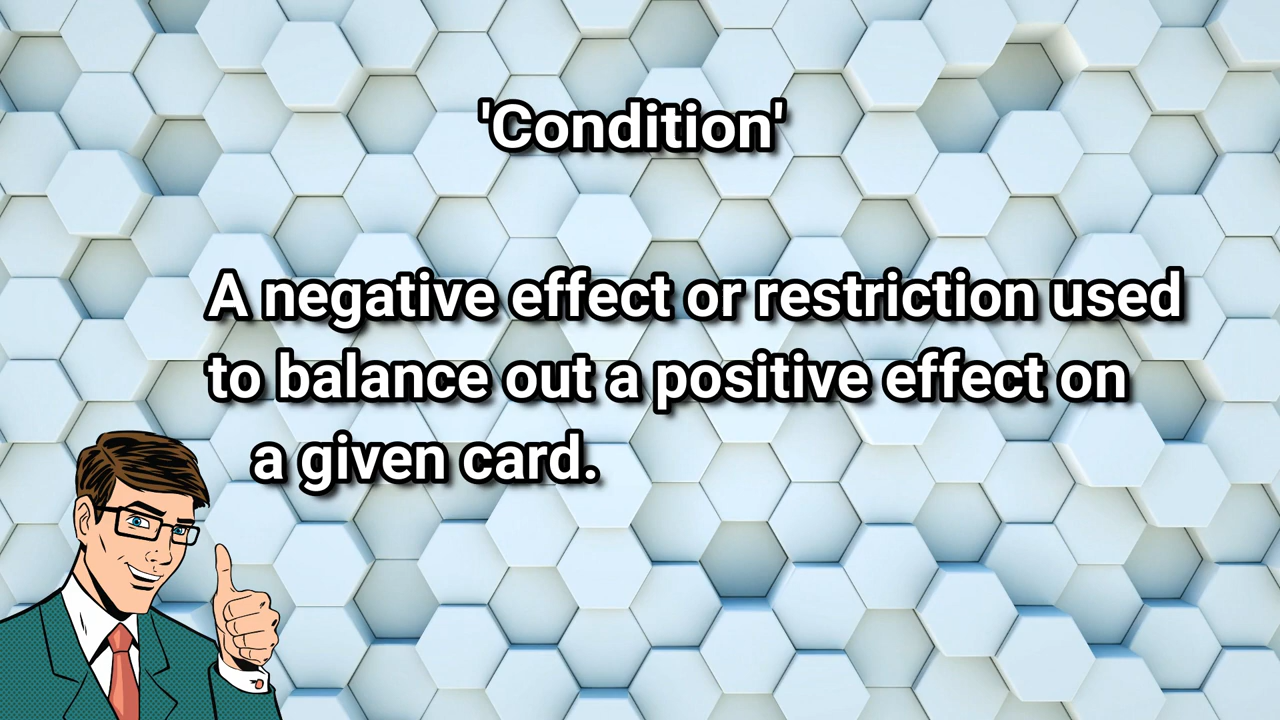 'Condition'
A negative effect or restriction used
to balance out a positive effect on
a given card.